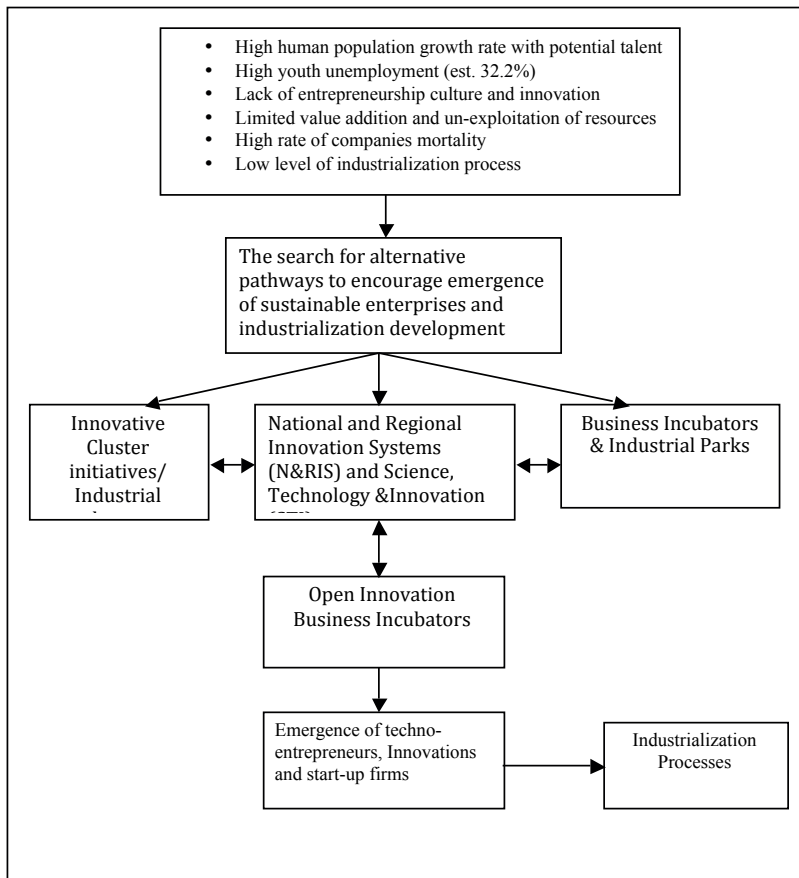 • High human population growth rate with potential talent
• High youth unemployment (est. 32.2%)
• Lack of entrepreneurship culture and innovation
• Limited value addition and un-exploitation of resources
• High rate of companies mortality
• Low level of industrialization process
The search for alternative
pathways to encourage emergence
of sustainable enterprises and
industrialization development
Innovative
Cluster
initiatives/
Industrial
National and Regional
Innovation Systems
(N&RIS) and Science,
Technology &Innovation
Business Incubators
& Industrial Parks
Open Innovation
Business Incubators
Emergence of techno-
entrepreneurs, Innovations
and start-up firms
Industrialization
Processes